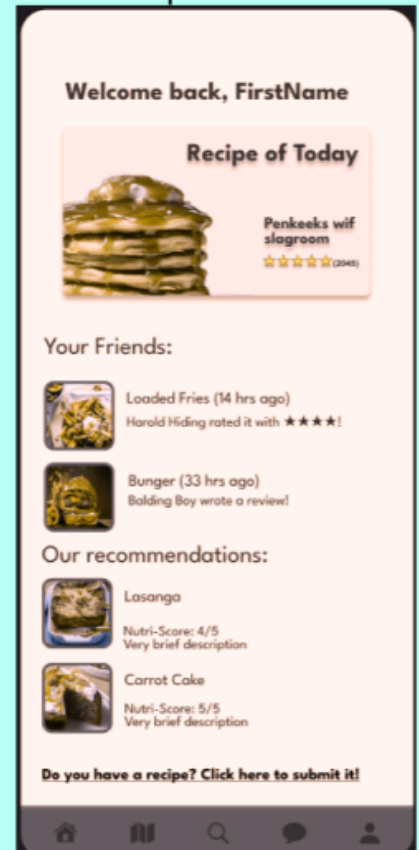 Welcome back, FirstName
Recipe of Today
Penkeeks wif
slagroom
(2045)
Your Friends:
Loaded Fries (14 hrs ago)
Harold Hiding rated it with ★★★★!
Bunger (33 hrs ago)
Balding Boy wrote a review!
Our recommendations:
Lasanga
Nutri-Score: 4/5
Very brief description
Carrot Cake
Nutri-Score: 5/5
Very brief description
Do you have a recipe? Click here to submit it!